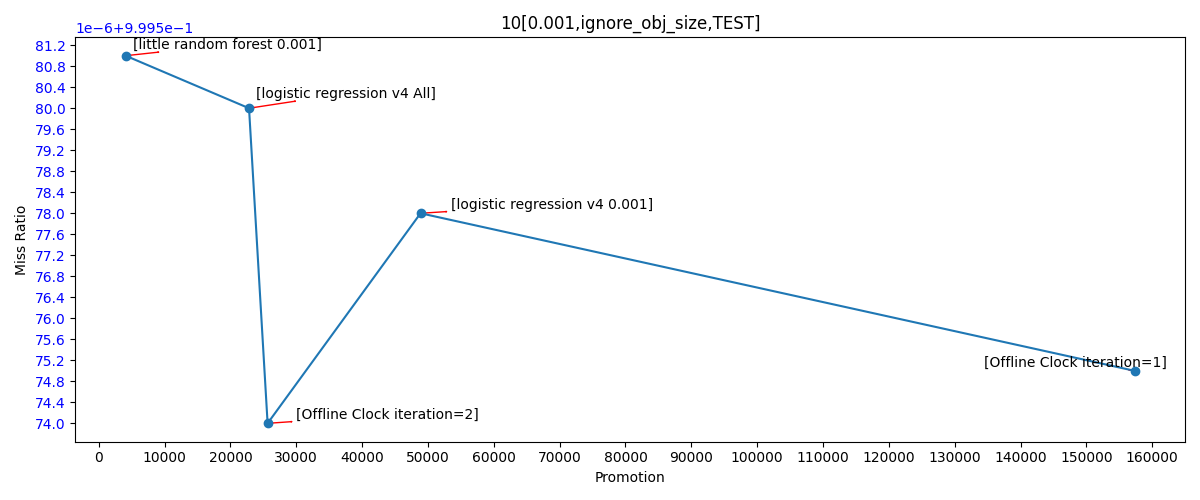 10[0.001,ignore_obj_size,TEST]
1e-6+9.995e-1
81.2
80.8
80.4
80.0
79.6
79.2
78.8
78.4
78.0
77.6
77.2
76.8
76.4
76.0
75.6
75.2
74.8
74.4
74.0
Miss Ratio
[little random forest 0.001]
[logistic regression v4 All]
[logistic regression v4 0.001]
[Offline Clock iteration=1]
[Offline Clock iteration=2]
0 10000 20000 30000 40000 50000 60000 70000 80000 90000 100000 110000 120000 130000 140000 150000 160000
Promotion